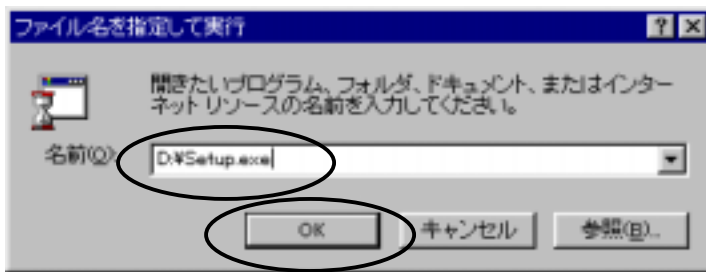 ファイル名を指定して実行
開きたいプログラム、フォルダ、ドキュメント、またはインター
ネット リソースの名前を入力してください。
名前(O): D:¥Setup.exe
OK キャンセル 参照(B)...